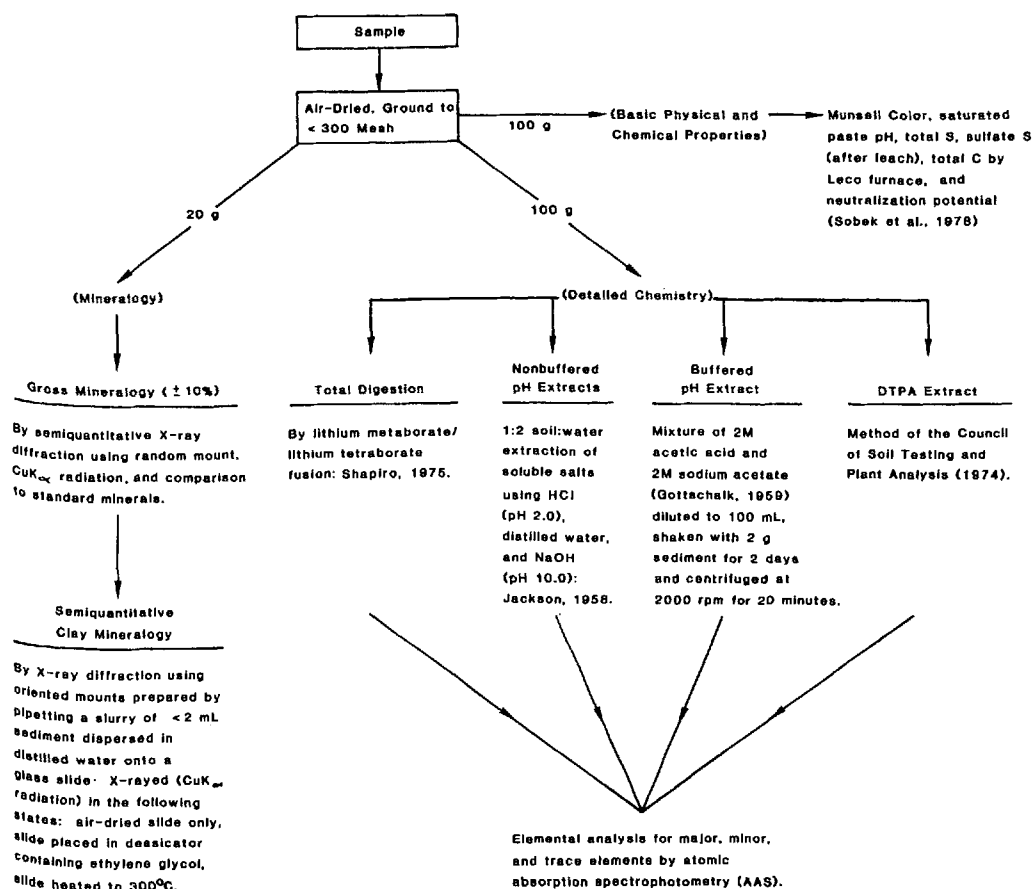 Sample
Air-Dried, Ground to
< 300 Mesh
100 g
(Basic Physical and
Chemical Properties)
Munsell Color, saturated
paste pH, total S, sulfate S
(after leach), total C by
Leco furnace, and
neutralization potential
(Sobek et al., 1978)
20 g
100 g
(Mineralogy)
(Detailed Chemistry)
Gross Mineralogy (±10%)
By semiquantitative X-ray
diffraction using random mount,
CuK∝ radiation, and comparison
to standard minerals.
Total Digestion
By lithium metaborate/
lithium tetraborate
fusion: Shapiro, 1975.
Nonbuffered
pH Extracts
1:2 soil:water
extraction of
soluble salts
using HCl
(pH 2.0),
distilled water,
and NaOH
(pH 10.0):
Jackson, 1958.
Buffered
pH Extract
Mixture of 2M
acetic acid and
2M sodium acetate
(Gottschalk, 1959)
diluted to 100 mL,
shaken with 2 g
sediment for 2 days
and centrifuged at
2000 rpm for 20 minutes.
DTPA Extract
Method of the Council
of Soil Testing and
Plant Analysis (1974).
Semiquantitative
Clay Mineralogy
By X-ray diffraction using
oriented mounts prepared by
pipetting a slurry of <2 mL
sediment dispersed in
distilled water onto a
glass slide. X-rayed (CuK∝
radiation) in the following
states: air-dried slide only,
slide placed in desicator
containing ethylene glycol,
slide heated to 300°C.
Elemental analysis for major, minor,
and trace elements by atomic
absorption spectrophotometry (AAS).